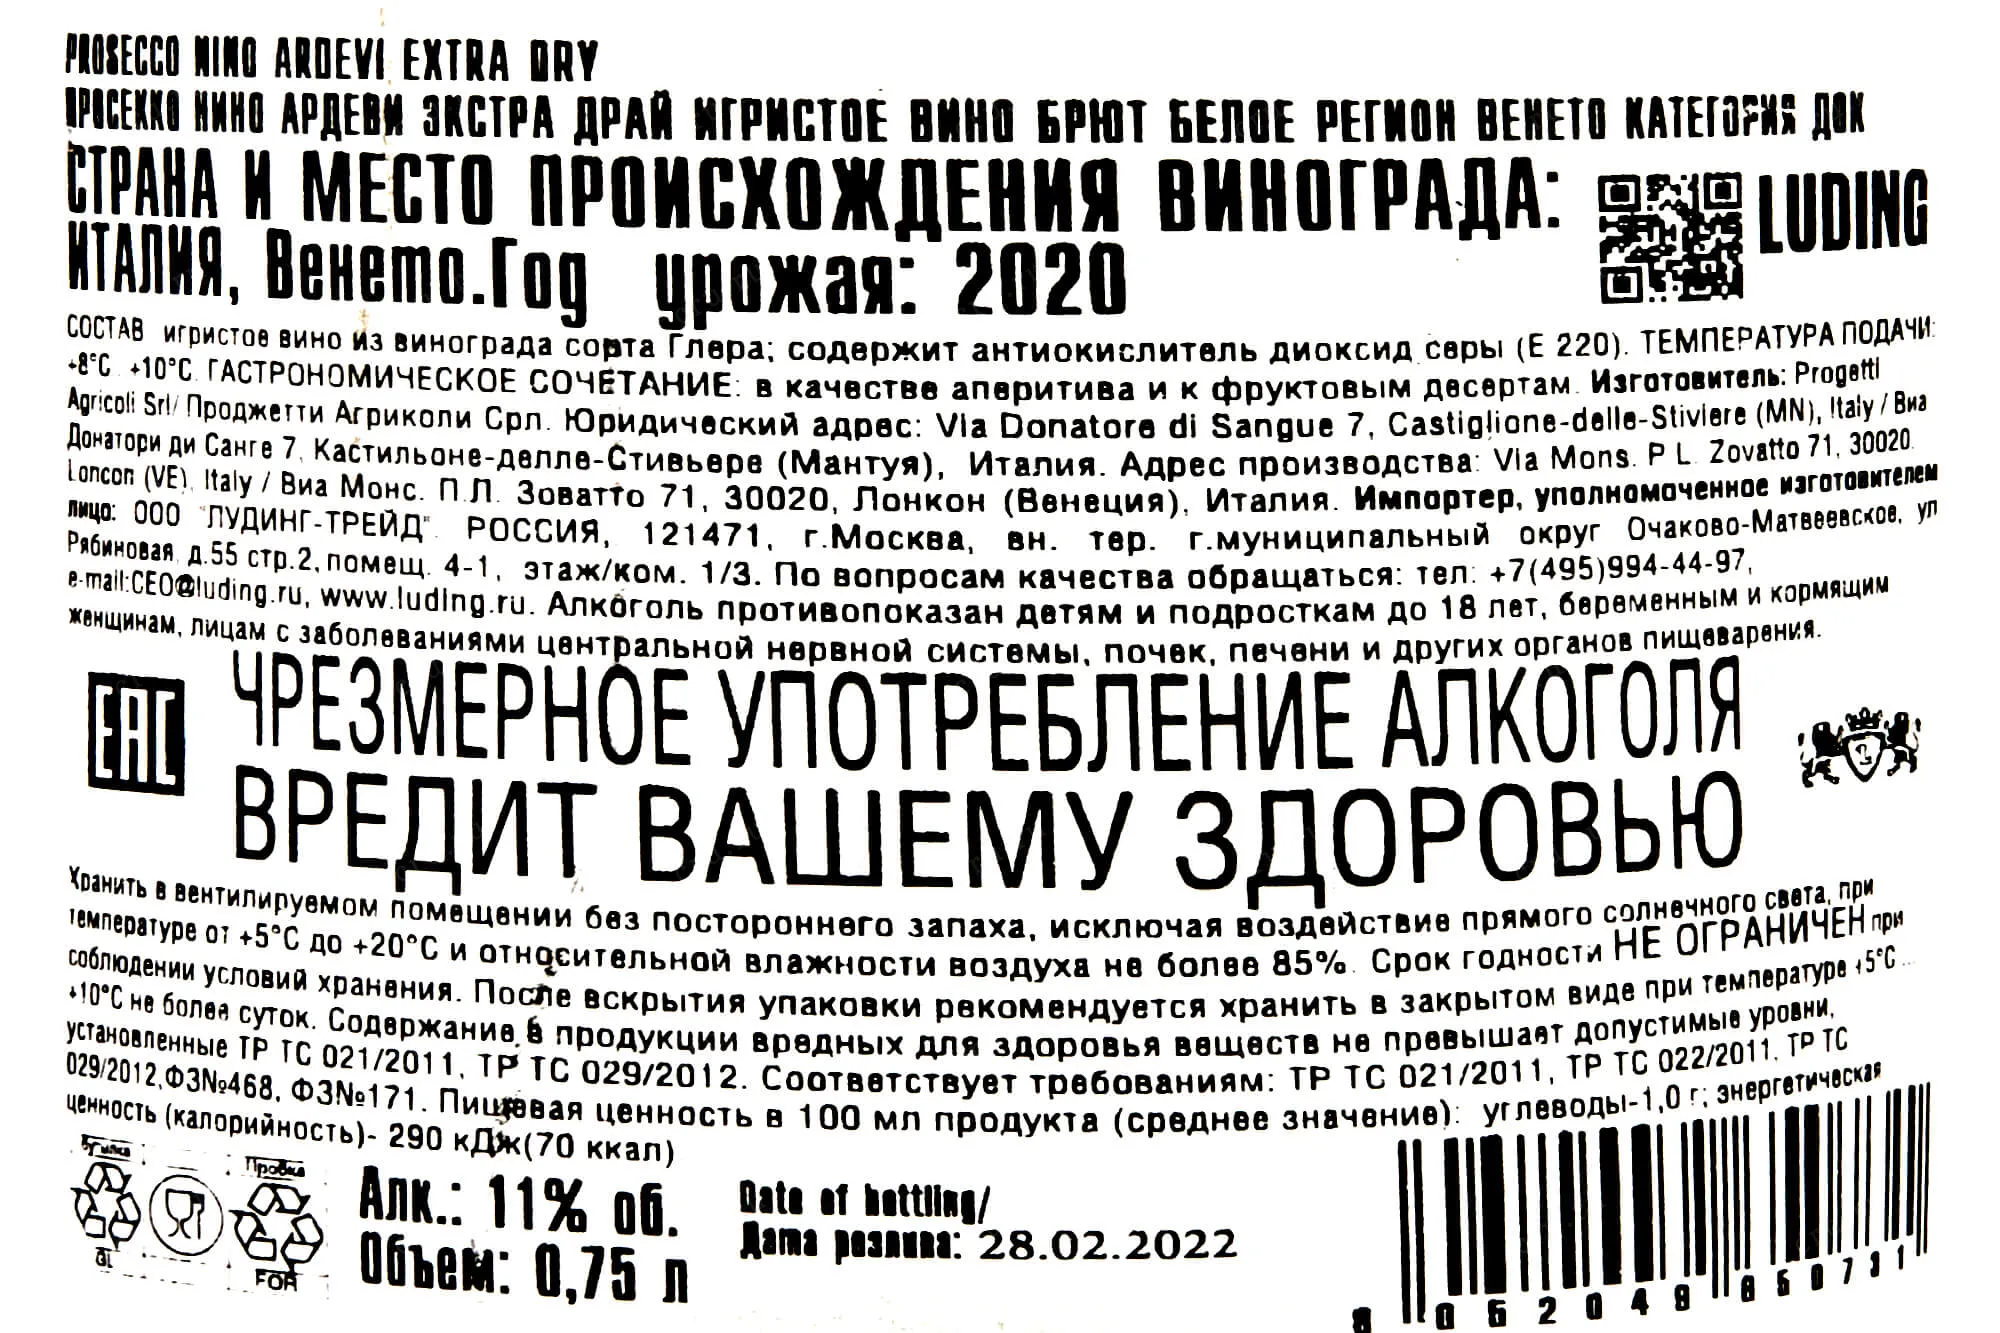 PROSECCO NINO ARDEVI EXTRA DRY
ПРОСЕККО НИНО АРДЕВИ ЭКСТРА ДРАЙ ИГРИСТОЕ ВИНО БРЮТ БЕЛОЕ РЕГИОН ВЕНЕТО КАТЕГОРИЯ ДОК
СТРАНА И МЕСТО ПРОИСХОЖДЕНИЯ ВИНОГРАДА:
ИТАЛИЯ, Венето.Год урожая: 2020
LUDING
СОСТАВ игристое вино из винограда сорта Глера; содержит антиокислитель диоксид серы (Е 220). ТЕМПЕРАТУРА ПОДАЧИ:
+8°С +10°С. ГАСТРОНОМИЧЕСКОЕ СОЧЕТАНИЕ: в качестве аперитива и к фруктовым десертам. Изготовитель: Progetti
Agricoli Srl/ Проджетти Агриколи Срл. Юридический адрес: Via Donatore di Sangue 7, Castiglione-delle-Stiviere (MN), Italy / Виа
Донатори ди Санге 7, Кастильоне-делле-Стивьере (Мантуя), Италия. Адрес производства: Via Mons. P L. Zovatto 71, 30020.
Loncon (VE), Italy / Виа Монс. П.Л. Зоватто 71, 30020, Лонкон (Венеция), Италия. Импортер, уполномоченное изготовителем
лицо: ООО "ЛУДИНГ-ТРЕЙД". РОССИЯ, 121471, г.Москва, вн. тер. г.муниципальный округ Очаково-Матвеевское, ул
Рябиновая, д.55 стр.2, помещ. 4-1, этаж/ком. 1/3. По вопросам качества обращаться: тел: +7(495)994-44-97,
e-mail:CEO@luding.ru, www.luding.ru. Алкоголь противопоказан детям и подросткам до 18 лет, беременным и кормящим
женщинам, лицам с заболеваниями центральной нервной системы, почек, печени и других органов пищеварения.
EAC
ЧРЕЗМЕРНОЕ УПОТРЕБЛЕНИЕ АЛКОГОЛЯ
ВРЕДИТ ВАШЕМУ ЗДОРОВЬЮ
Хранить в вентилируемом помещении без постороннего запаха, исключая воздействие прямого солнечного света, при
температуре от +5°С до +20°С и относительной влажности воздуха не более 85%. Срок годности НЕ ОГРАНИЧЕН при
соблюдении условий хранения. После вскрытия упаковки рекомендуется хранить в закрытом виде при температуре +5°С ...
+10°С не более суток. Содержание в продукции вредных для здоровья веществ не превышает допустимые уровни,
установленные ТР ТС 021/2011, ТР ТС 029/2012. Соответствует требованиям: ТР ТС 021/2011, ТР ТС 022/2011, ТР ТС
029/2012,ФЗ№468, ФЗ№171. Пищевая ценность в 100 мл продукта (среднее значение): углеводы-1,0 г; энергетическая
ценность (калорийность)- 290 кДж(70 ккал)
Бутылка
Пробка
GL
FOR
Алк.: 11% об.
Объем: 0,75 л
Date of bottling/
Дата розлива: 28.02.2022
8 052048 850731